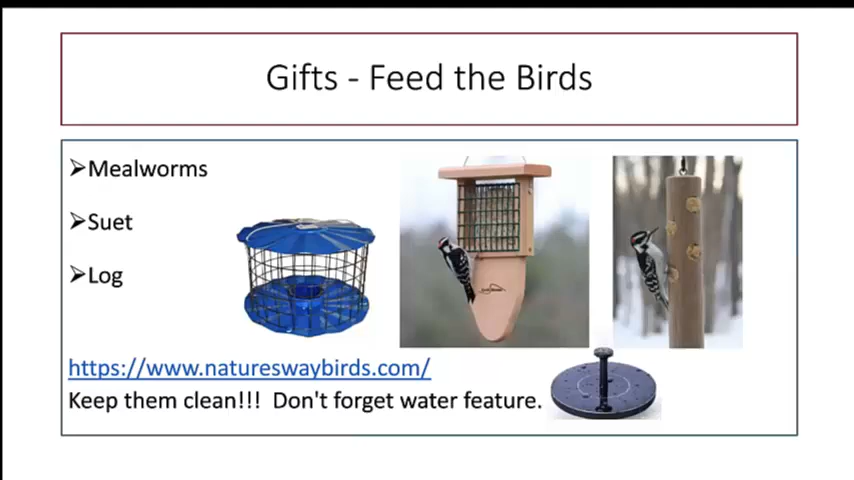 Gifts - Feed the Birds
➢Mealworms
➢Suet
➢Log
https://www.natureswaybirds.com/
Keep them clean!!! Don't forget water feature.